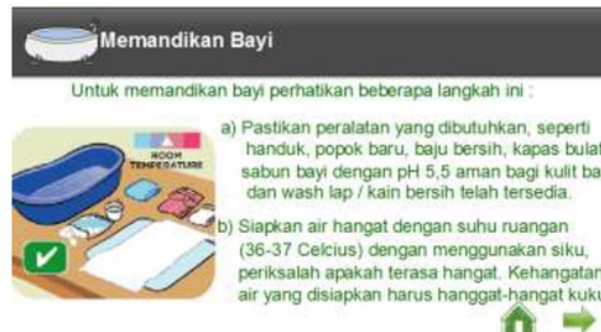 Memandikan Bayi
Untuk memandikan bayi perhatikan beberapa langkah ini :
ROOM
TEMPERATURE
a) Pastikan peralatan yang dibutuhkan, seperti
handuk, popok baru, baju bersih, kapas bulat
sabun bayi dengan pH 5,5 aman bagi kulit ba
dan wash lap / kain bersih telah tersedia.
b) Siapkan air hangat dengan suhu ruangan
(36-37 Celcius) dengan menggunakan siku,
periksalah apakah terasa hangat. Kehangatan
air yang disiapkan harus hanggat-hangat kuku